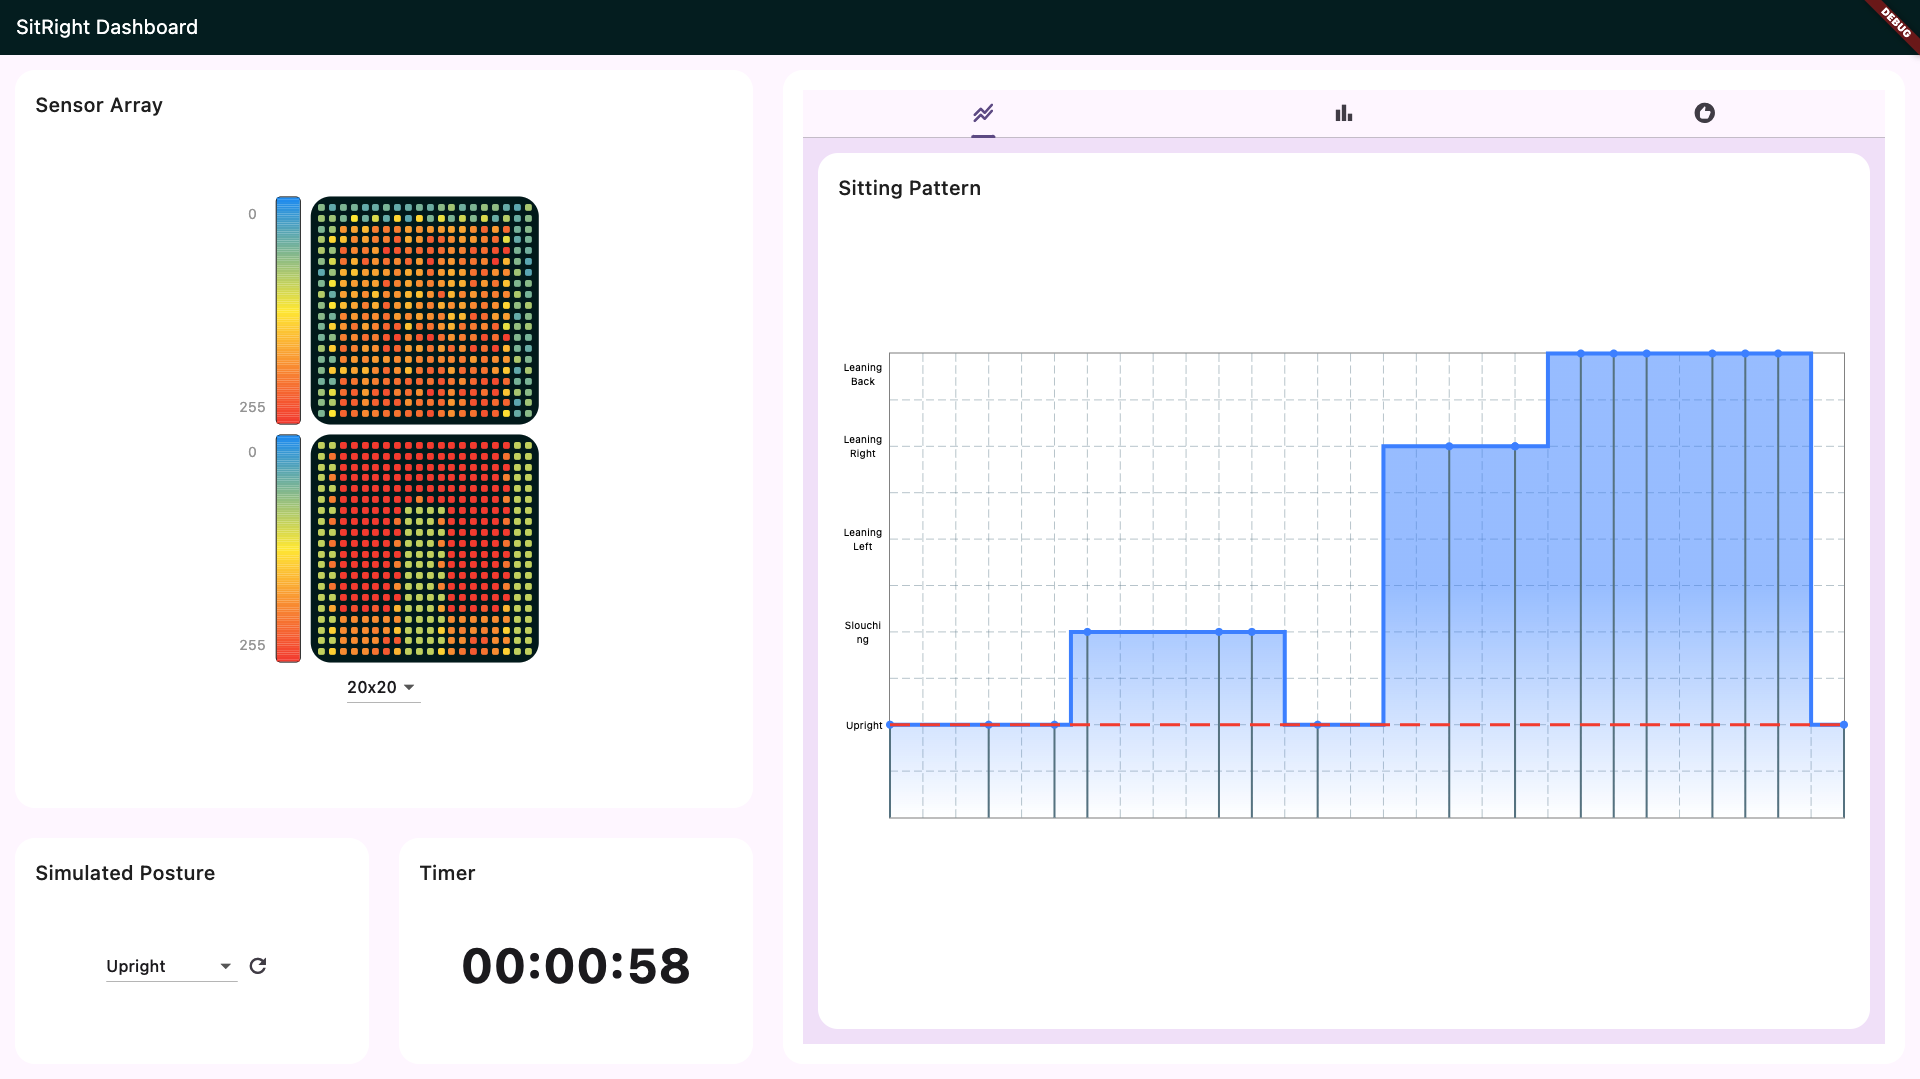 SitRight Dashboard
DEBUG
Sensor Array
0
255
0
255
20x20
Simulated Posture
Upright
Timer
00:00:58
Sitting Pattern
Leaning
Back
Leaning
Right
Leaning
Left
Slouchi
ng
Upright